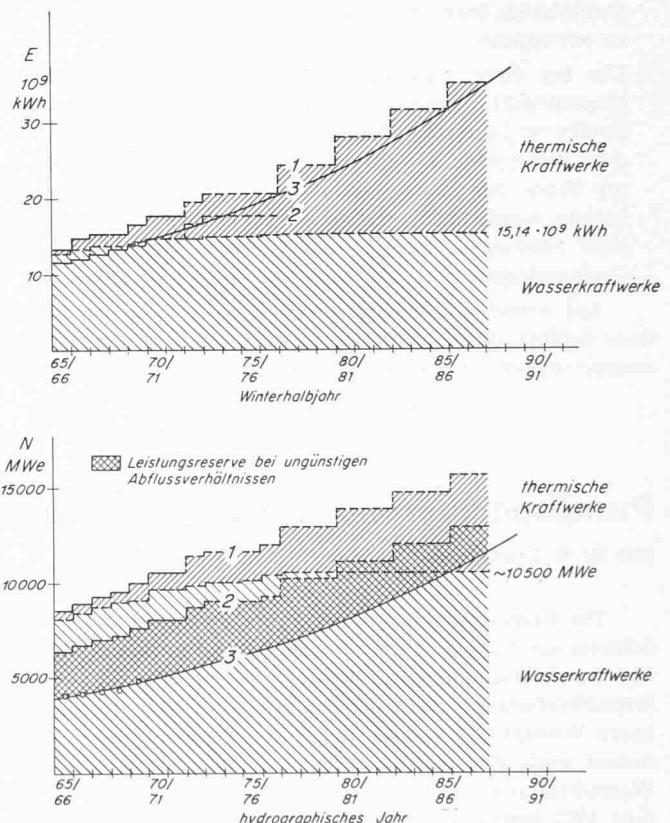 E
10⁹
kWh
30
20
10
1
3
2
thermische
Kraftwerke
15,14 · 10⁹ kWh
Wasserkraftwerke
65/
66
70/
71
75/
76
80/
81
85/
86
90/
91
Winterhalbjahr
N
MWe
Leistungsreserve bei ungünstigen
Abflussverhältnissen
15000
10000
5000
1
2
3
thermische
Kraftwerke
~10500 MWe
Wasserkraftwerke
65/
66
70/
71
75/
76
80/
81
85/
86
90/
91
hydrographisches Jahr